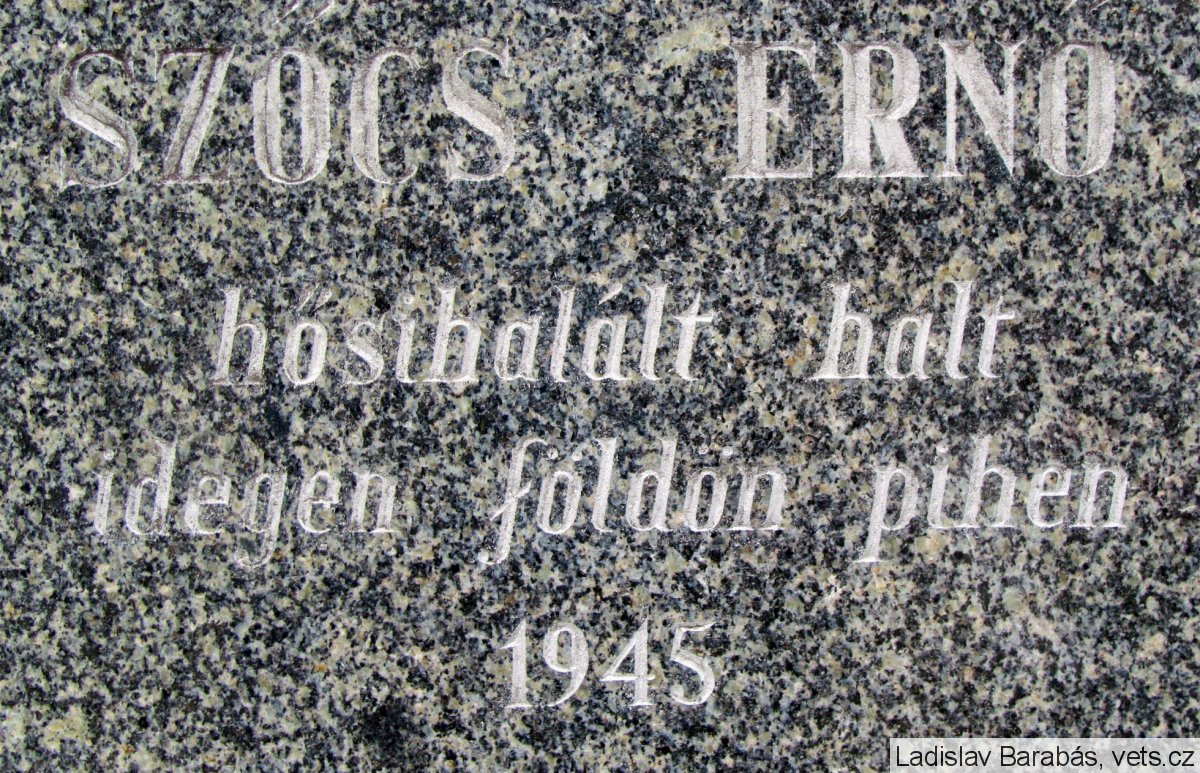 SZŐCS ERNŐ
hősihalált halt
idegen földön pihen
1945
Ladislav Barabás, vets.cz